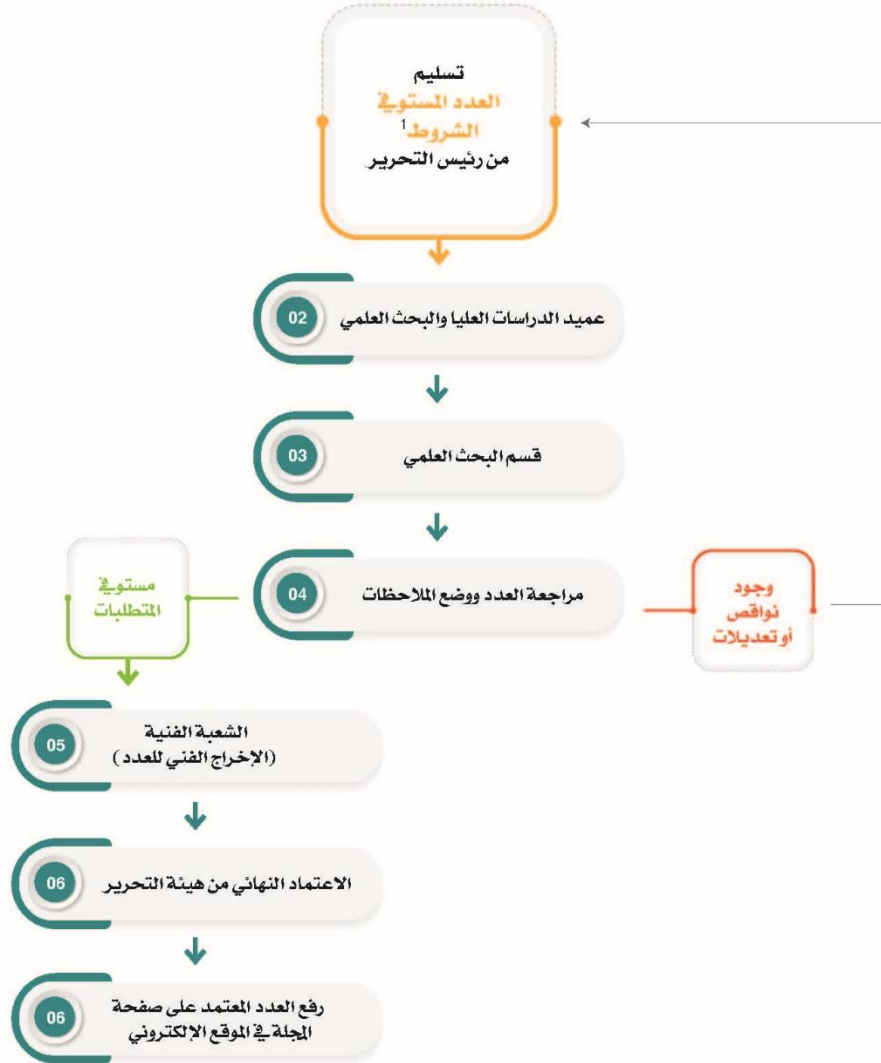 تسليم
العدد المستوفي
الشروط1
من رئيس التحرير
02
عميد الدراسات العليا والبحث العلمي
03
قسم البحث العلمي
04
مراجعة العدد ووضع الملاحظات
وجود
نواقص
أو تعديلات
مستوفي
المتطلبات
05
الشعبة الفنية
(الإخراج الفني للعدد)
06
الاعتماد النهائي من هيئة التحرير
06
رفع العدد المعتمد على صفحة
المجلة في الموقع الإلكتروني